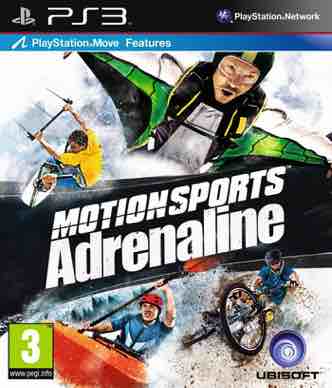 PS3
PlayStation®Network
PlayStation®Move Features
MOTIONSPORTS
Adrenaline
3
www.pegi.info
UBISOFT